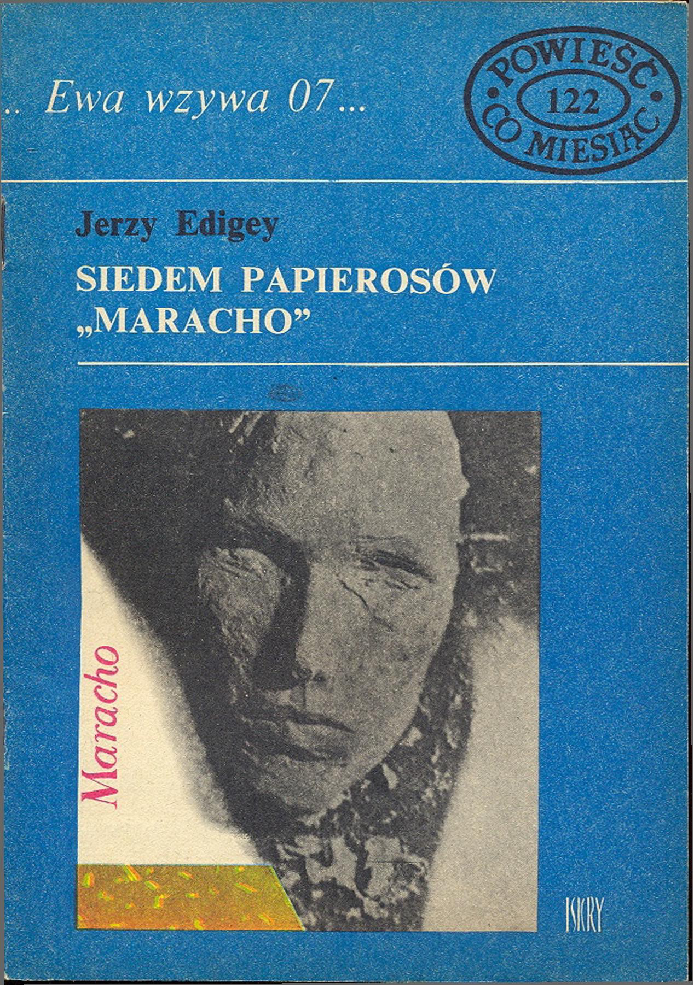 .. Ewa wzywa 07...
POWIEŚĆ
122
CO MIESIĄC
Jerzy Edigey
SIEDEM PAPIEROSÓW
„MARACHO”
Maracho
ISKRY